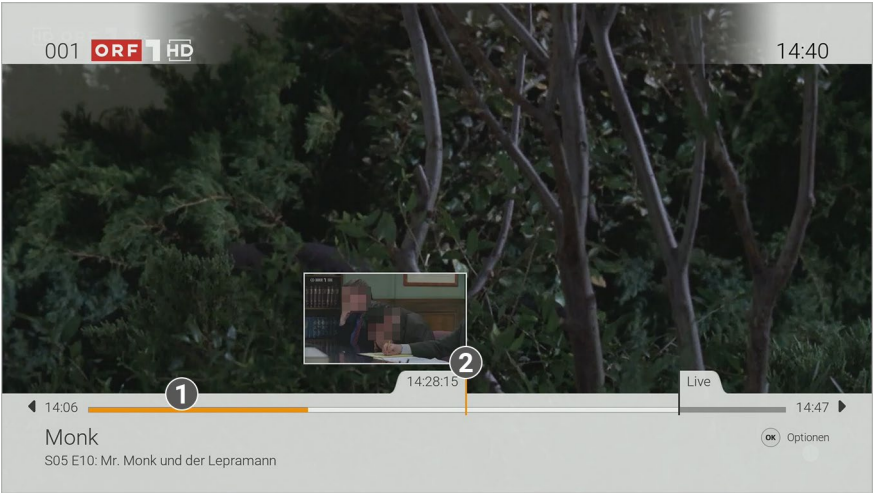 001 ORF 1 HD
14:40
2
14:28:15
Live
1
14:06
14:47
Monk
OK Optionen
S05 E10: Mr. Monk und der Lepramann